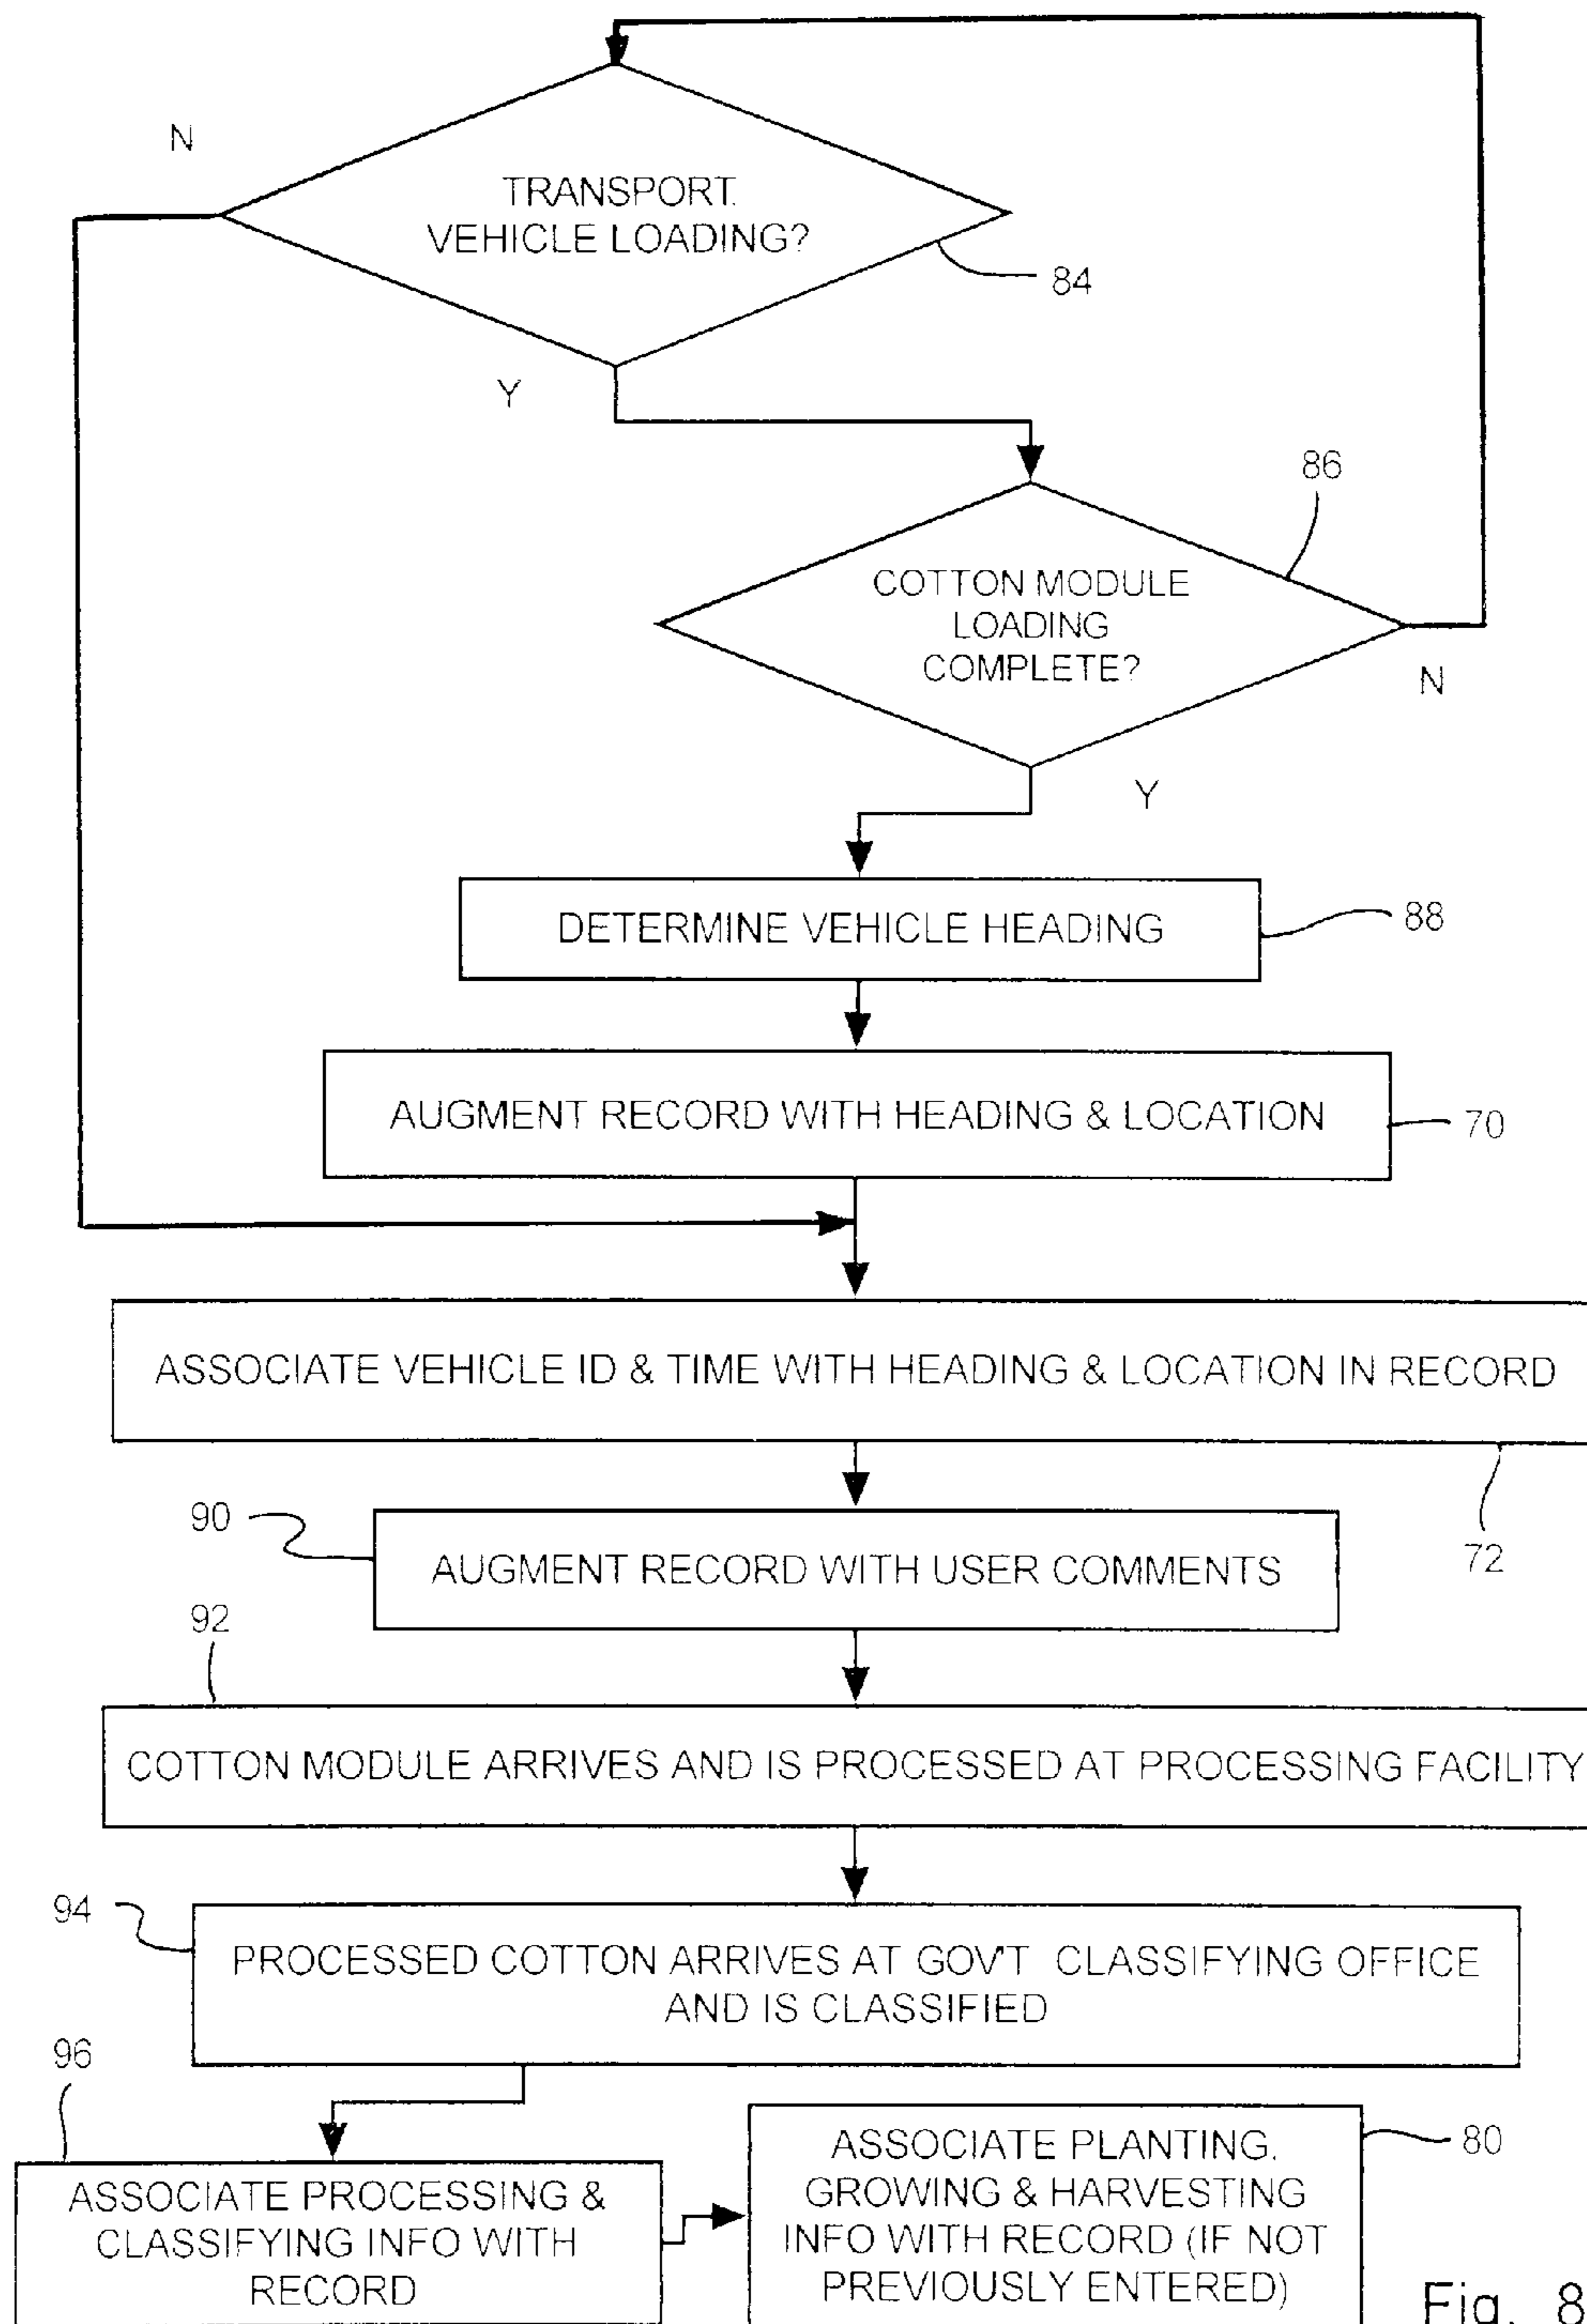 N
TRANSPORT
VEHICLE LOADING?
84
Y
86
COTTON MODULE
LOADING
COMPLETE?
N
Y
DETERMINE VEHICLE HEADING
88
AUGMENT RECORD WITH HEADING & LOCATION
70
ASSOCIATE VEHICLE ID & TIME WITH HEADING & LOCATION IN RECORD
90
AUGMENT RECORD WITH USER COMMENTS
72
92
COTTON MODULE ARRIVES AND IS PROCESSED AT PROCESSING FACILITY
94
PROCESSED COTTON ARRIVES AT GOV'T CLASSIFYING OFFICE
AND IS CLASSIFIED
96
ASSOCIATE PROCESSING &
CLASSIFYING INFO WITH
RECORD
80
ASSOCIATE PLANTING,
GROWING & HARVESTING
INFO WITH RECORD (IF NOT
PREVIOUSLY ENTERED)
Fig. 8